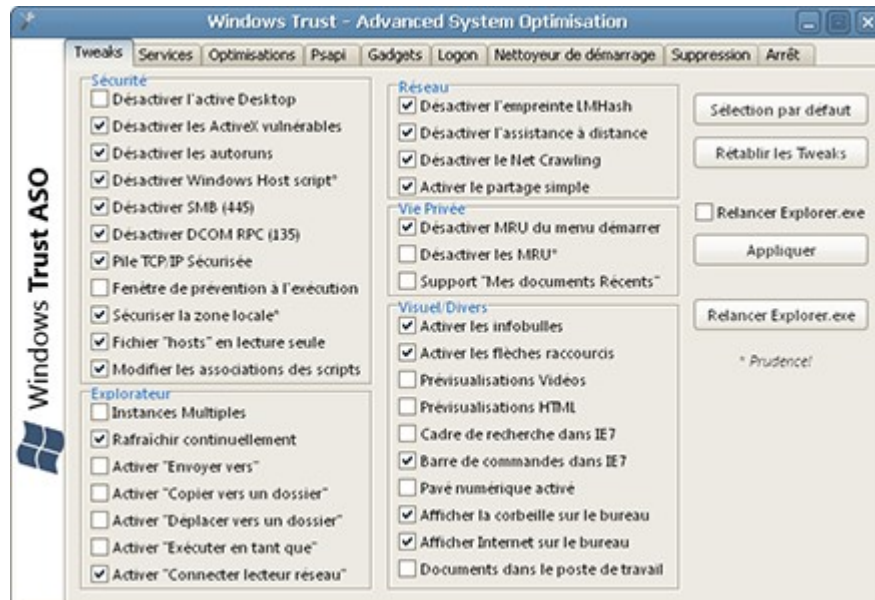 Windows Trust - Advanced System Optimisation
Tweaks Services Optimisations Psapi Gadgets Logon Nettoyeur de démarrage Suppression Arrêt
Windows Trust ASO
Sécurité
Désactiver l'active Desktop
Désactiver les ActiveX vulnérables
Désactiver les autoruns
Désactiver Windows Host script*
Désactiver SMB (445)
Désactiver DCOM RPC (135)
Pile TCP/IP Sécurisée
Fenêtre de prévention à l'exécution
Sécuriser la zone locale*
Fichier "hosts" en lecture seule
Modifier les associations des scripts
Explorateur
Instances Multiples
Rafraîchir continuellement
Activer "Envoyer vers"
Activer "Copier vers un dossier"
Activer "Déplacer vers un dossier"
Activer "Exécuter en tant que"
Activer "Connecter lecteur réseau"
Réseau
Désactiver l'empreinte LMHash
Désactiver l'assistance à distance
Désactiver le Net Crawling
Activer le partage simple
Vie Privée
Désactiver MRU du menu démarrer
Désactiver les MRU*
Support "Mes documents Récents"
Visuel/Divers
Activer les infobulles
Activer les flèches raccourcis
Prévisualisations Vidéos
Prévisualisations HTML
Cadre de recherche dans IE7
Barre de commandes dans IE7
Pavé numérique activé
Afficher la corbeille sur le bureau
Afficher Internet sur le bureau
Documents dans le poste de travail
Sélection par défaut
Rétablir les Tweaks
Relancer Explorer.exe
Appliquer
Relancer Explorer.exe
* Prudence!